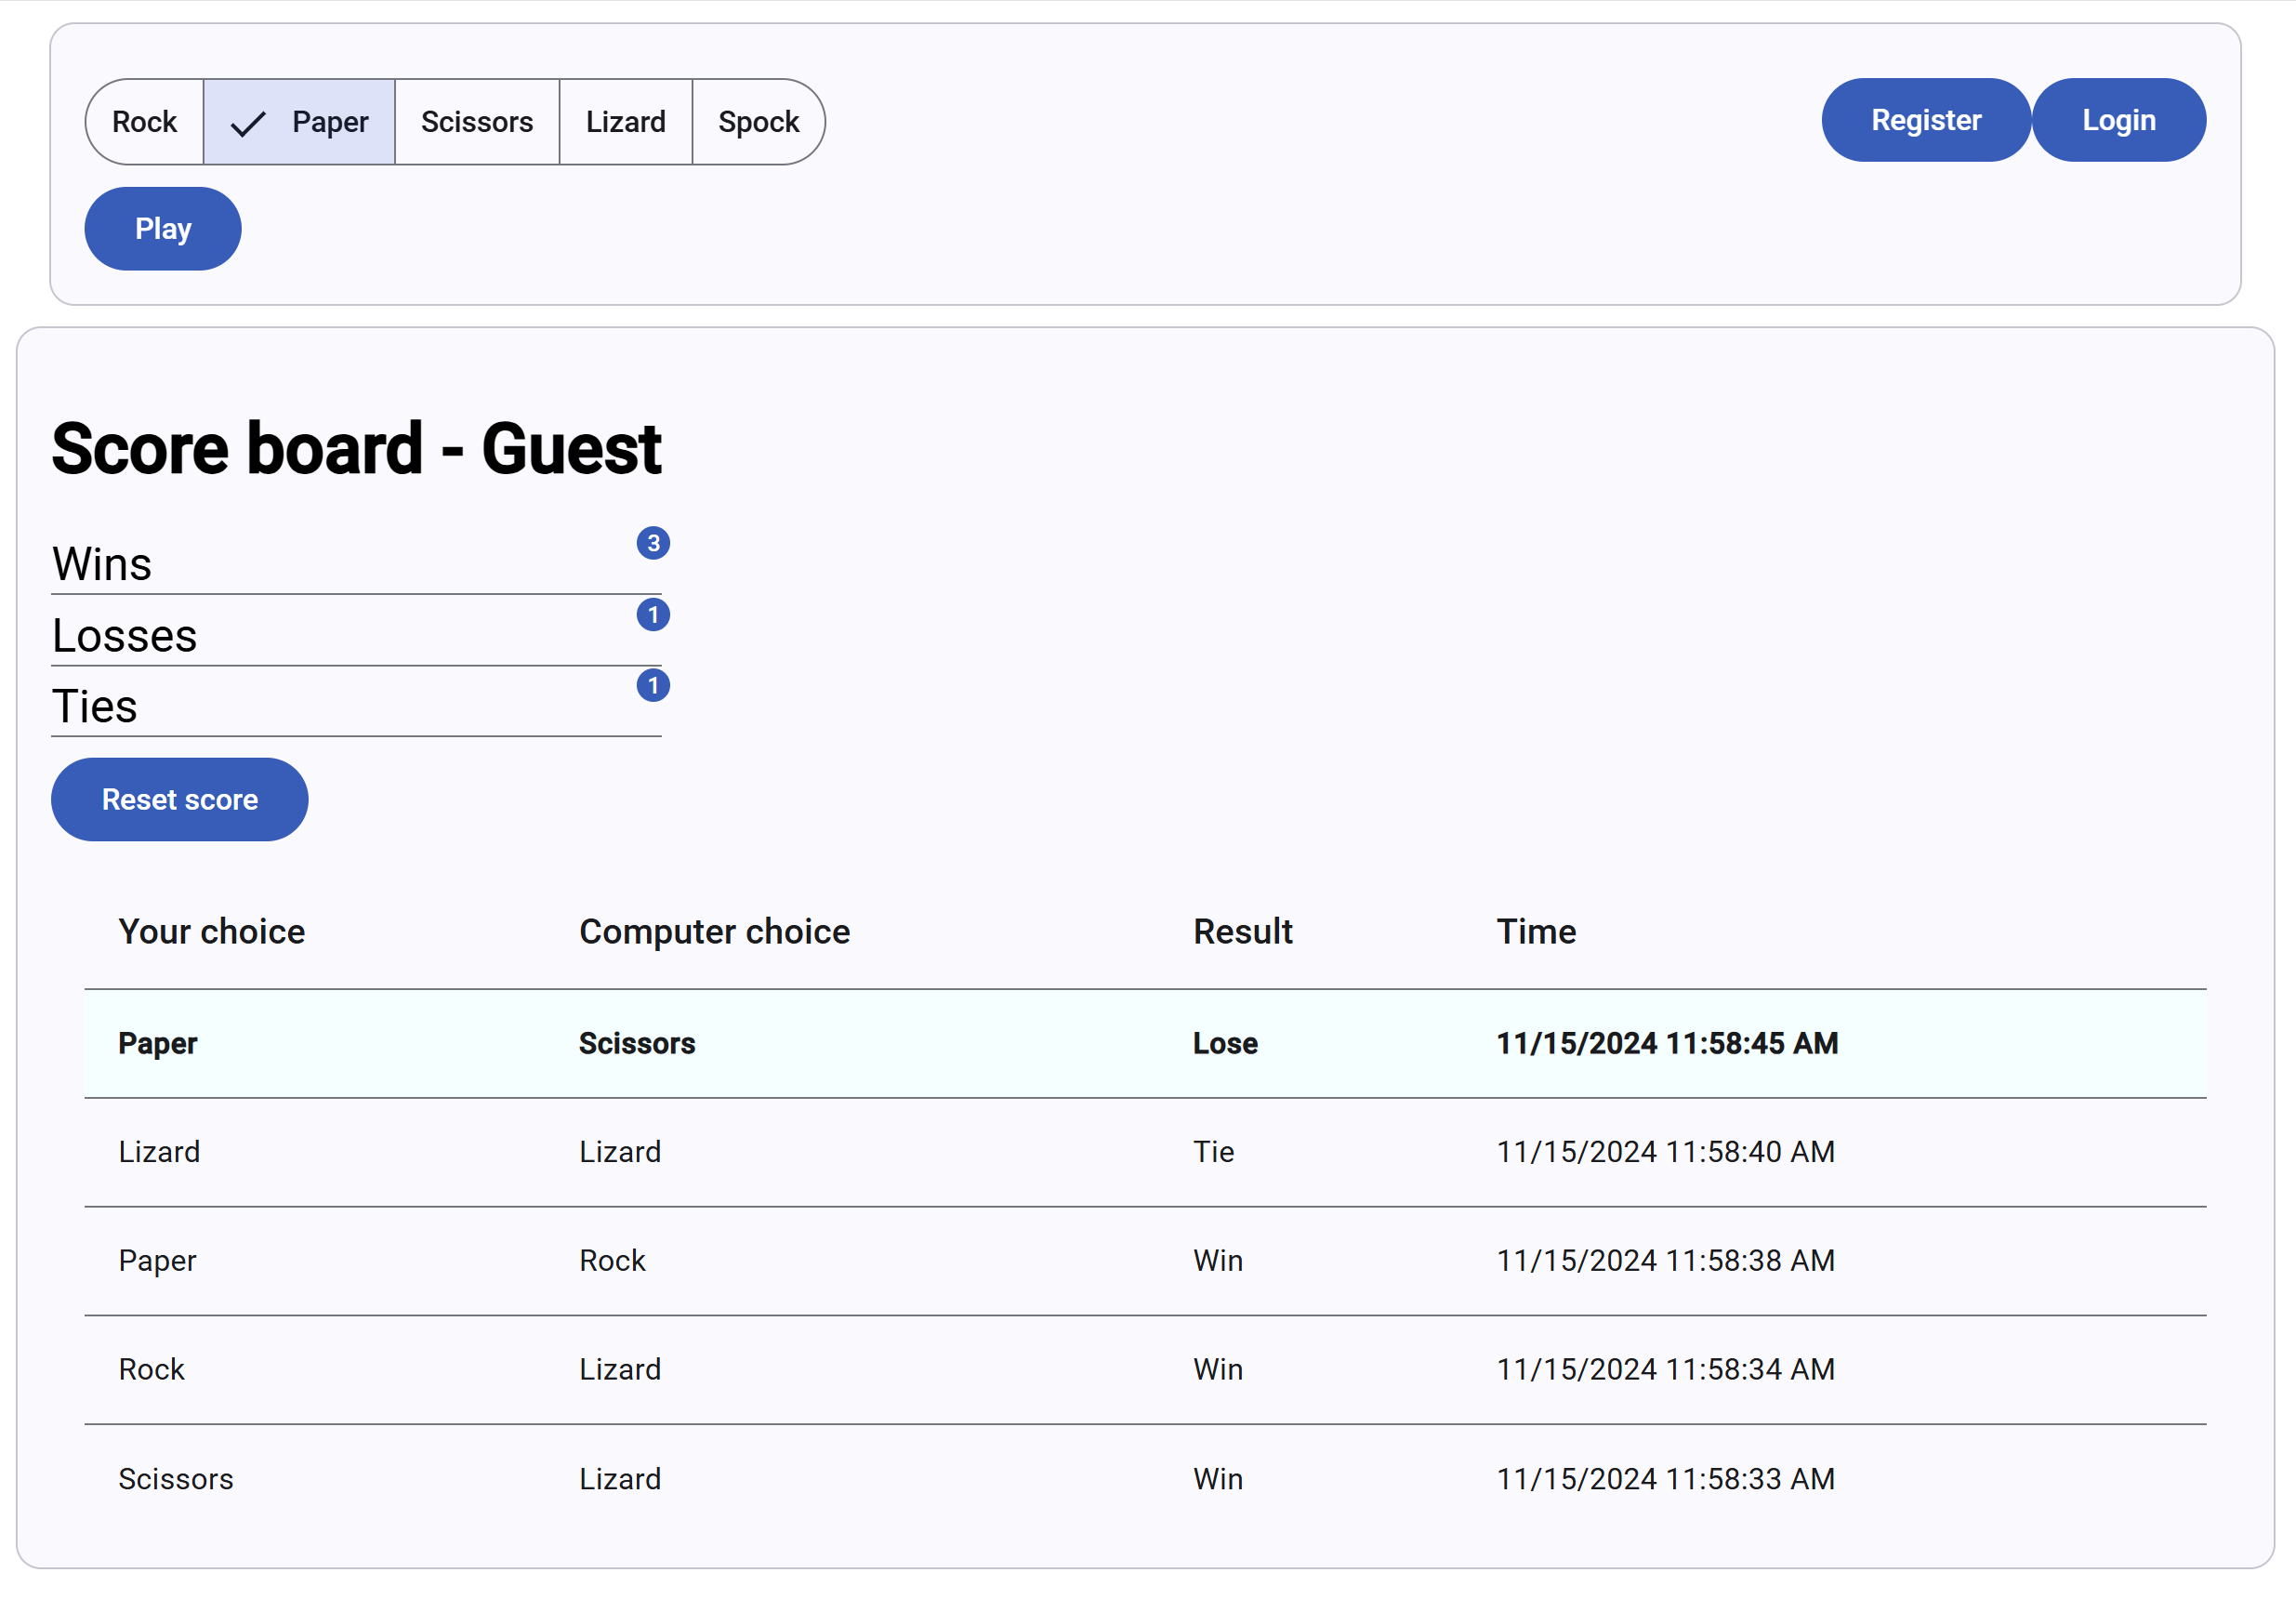 Rock Paper Scissors Lizard Spock Register Login
Play
Score board - Guest
Wins 3
Losses 1
Ties 1
Reset score
Your choice Computer choice Result Time
Paper Scissors Lose 11/15/2024 11:58:45 AM
Lizard Lizard Tie 11/15/2024 11:58:40 AM
Paper Rock Win 11/15/2024 11:58:38 AM
Rock Lizard Win 11/15/2024 11:58:34 AM
Scissors Lizard Win 11/15/2024 11:58:33 AM